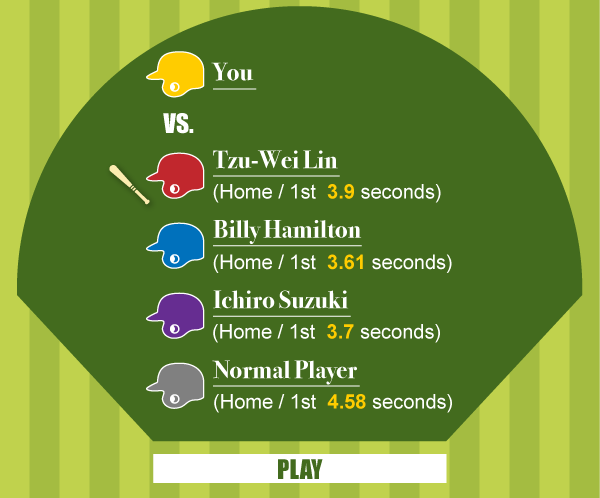 You
VS.
Tzu-Wei Lin
(Home / 1st 3.9 seconds)
Billy Hamilton
(Home / 1st 3.61 seconds)
Ichiro Suzuki
(Home / 1st 3.7 seconds)
Normal Player
(Home / 1st 4.58 seconds)
PLAY